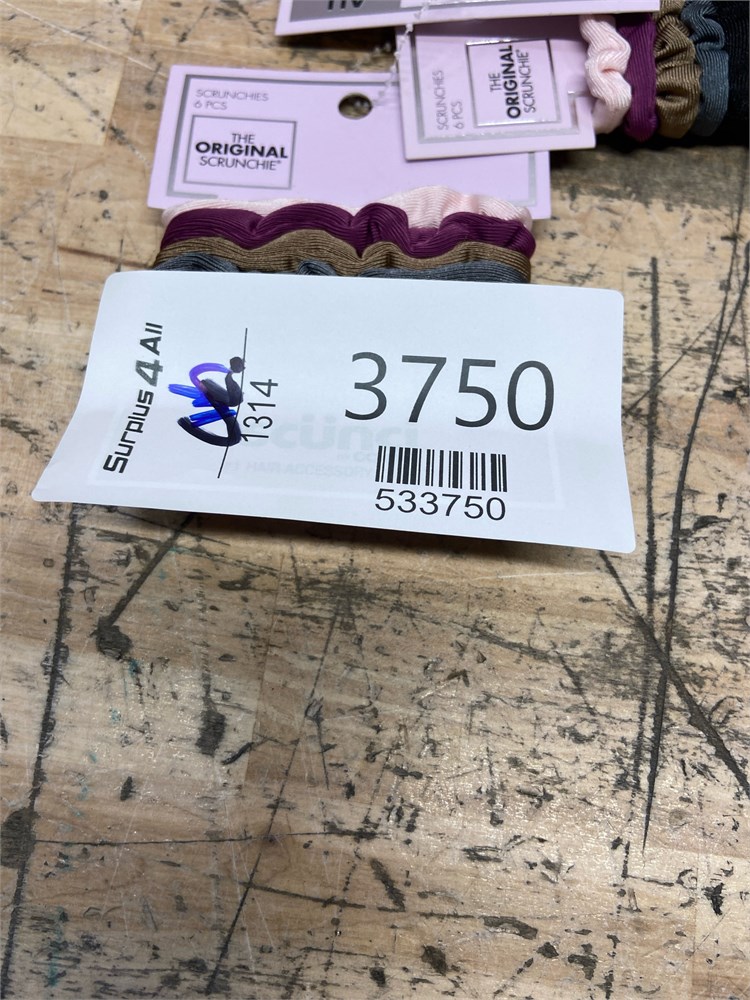 SCRUNCHIES
6 PCS
THE
ORIGINAL
SCRUNCHIE®
SCRUNCHIES
6 PCS
THE
ORIGINAL
SCRUNCHIE®
Surplus 4 All
1314
3750
533750